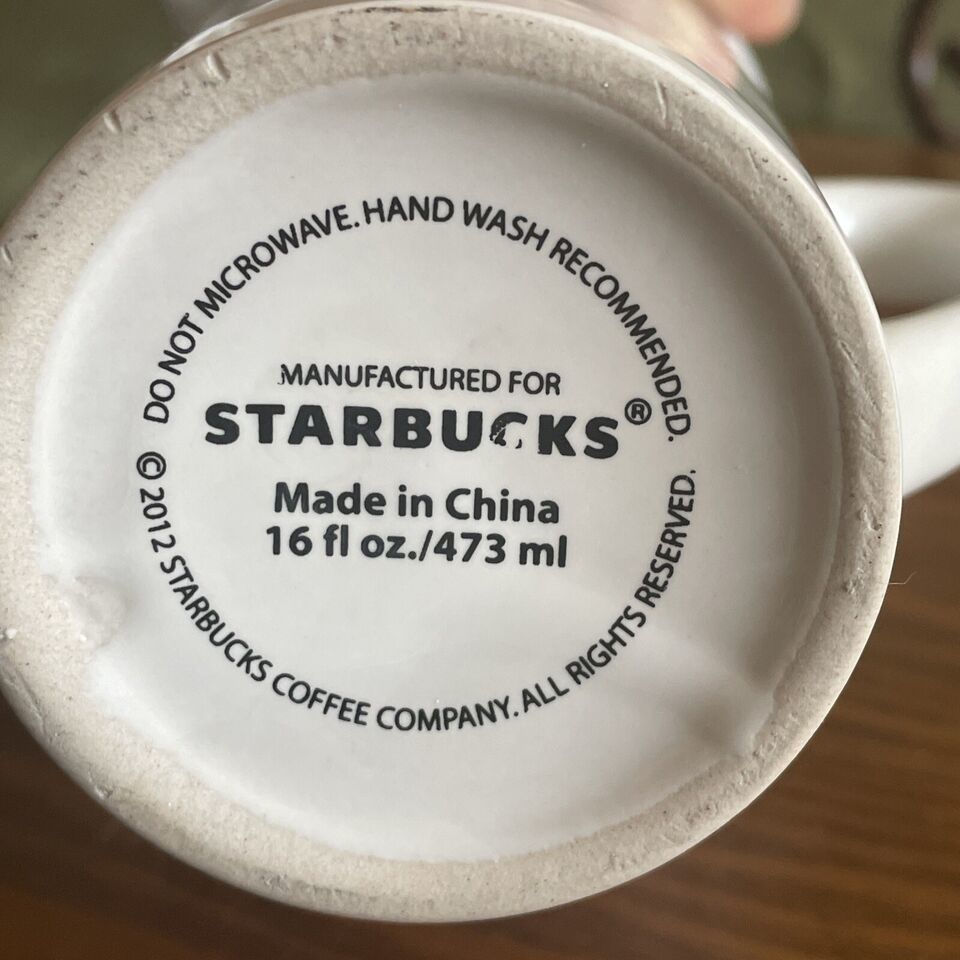 DO NOT MICROWAVE. HAND WASH RECOMMENDED.
MANUFACTURED FOR
STARBUCKS®
Made in China
16 fl oz./473 ml
© 2012 STARBUCKS COFFEE COMPANY. ALL RIGHTS RESERVED.